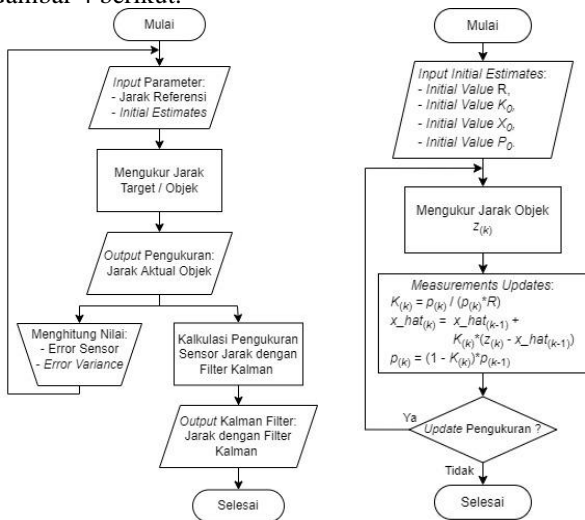 Gambar 4 berikut:
Mulai
Input Parameter:
- Jarak Referensi
- Initial Estimates
Mengukur Jarak
Target / Objek
Output Pengukuran:
Jarak Aktual Objek
Menghitung Nilai:
- Error Sensor
- Error Variance
Kalkulasi Pengukuran
Sensor Jarak dengan
Filter Kalman
Output Kalman Filter:
Jarak dengan Filter
Kalman
Selesai
Mulai
Input Initial Estimates:
- Initial Value R,
- Initial Value K0,
- Initial Value X0,
- Initial Value P0.
Mengukur Jarak Objek
z(k)
Measurements Updates:
K(k) = p(k) / (p(k)*R)
x_hat(k) = x_hat(k-1) +
K(k)*(z(k) - x_hat(k-1))
p(k) = (1 - K(k))*p(k-1)
Ya
Update Pengukuran ?
Tidak
Selesai